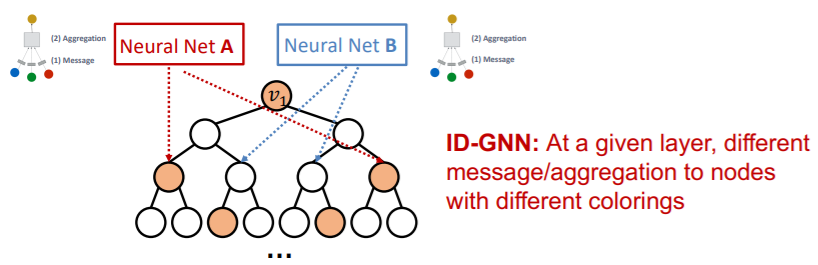 (2) Aggregation
(1) Message
Neural Net A
Neural Net B
(2) Aggregation
(1) Message
v₁
ID-GNN: At a given layer, different
message/aggregation to nodes
with different colorings
...